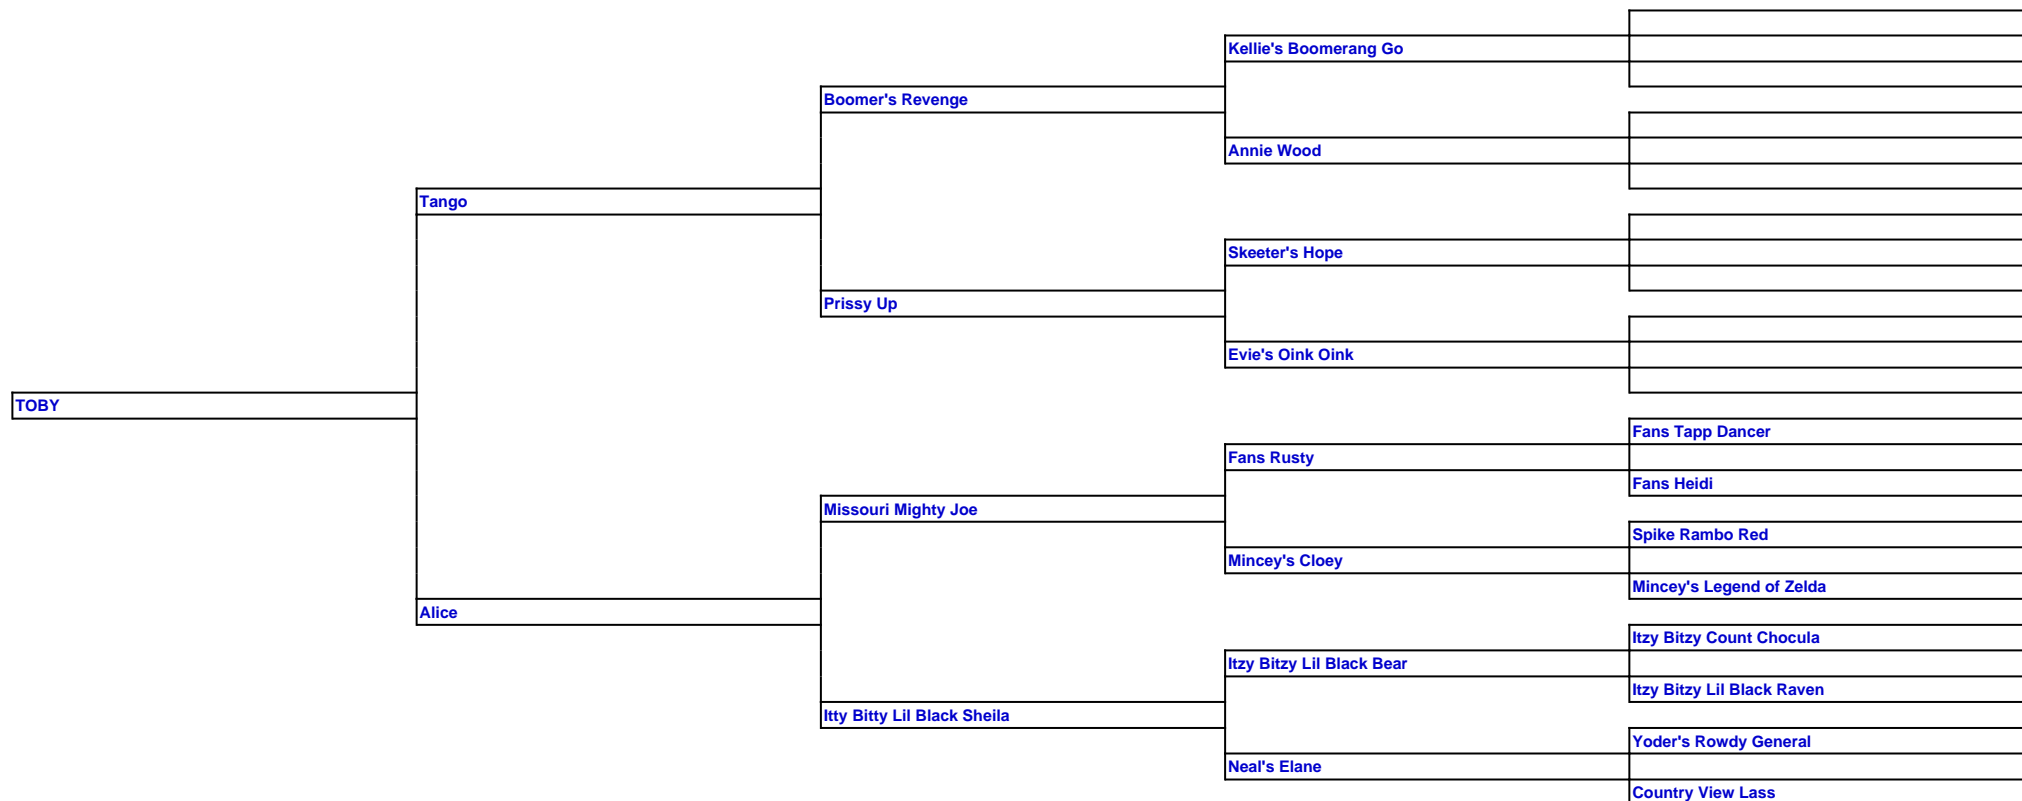 Kellie's Boomerang Go
Boomer's Revenge
Annie Wood
Tango
Skeeter's Hope
Prissy Up
Evie's Oink Oink
TOBY
Fans Tapp Dancer
Fans Rusty
Fans Heidi
Missouri Mighty Joe
Spike Rambo Red
Mincey's Cloey
Mincey's Legend of Zelda
Alice
Itzy Bitzy Count Chocula
Itzy Bitzy Lil Black Bear
Itzy Bitzy Lil Black Raven
Itty Bitty Lil Black Sheila
Yoder's Rowdy General
Neal's Elane
Country View Lass